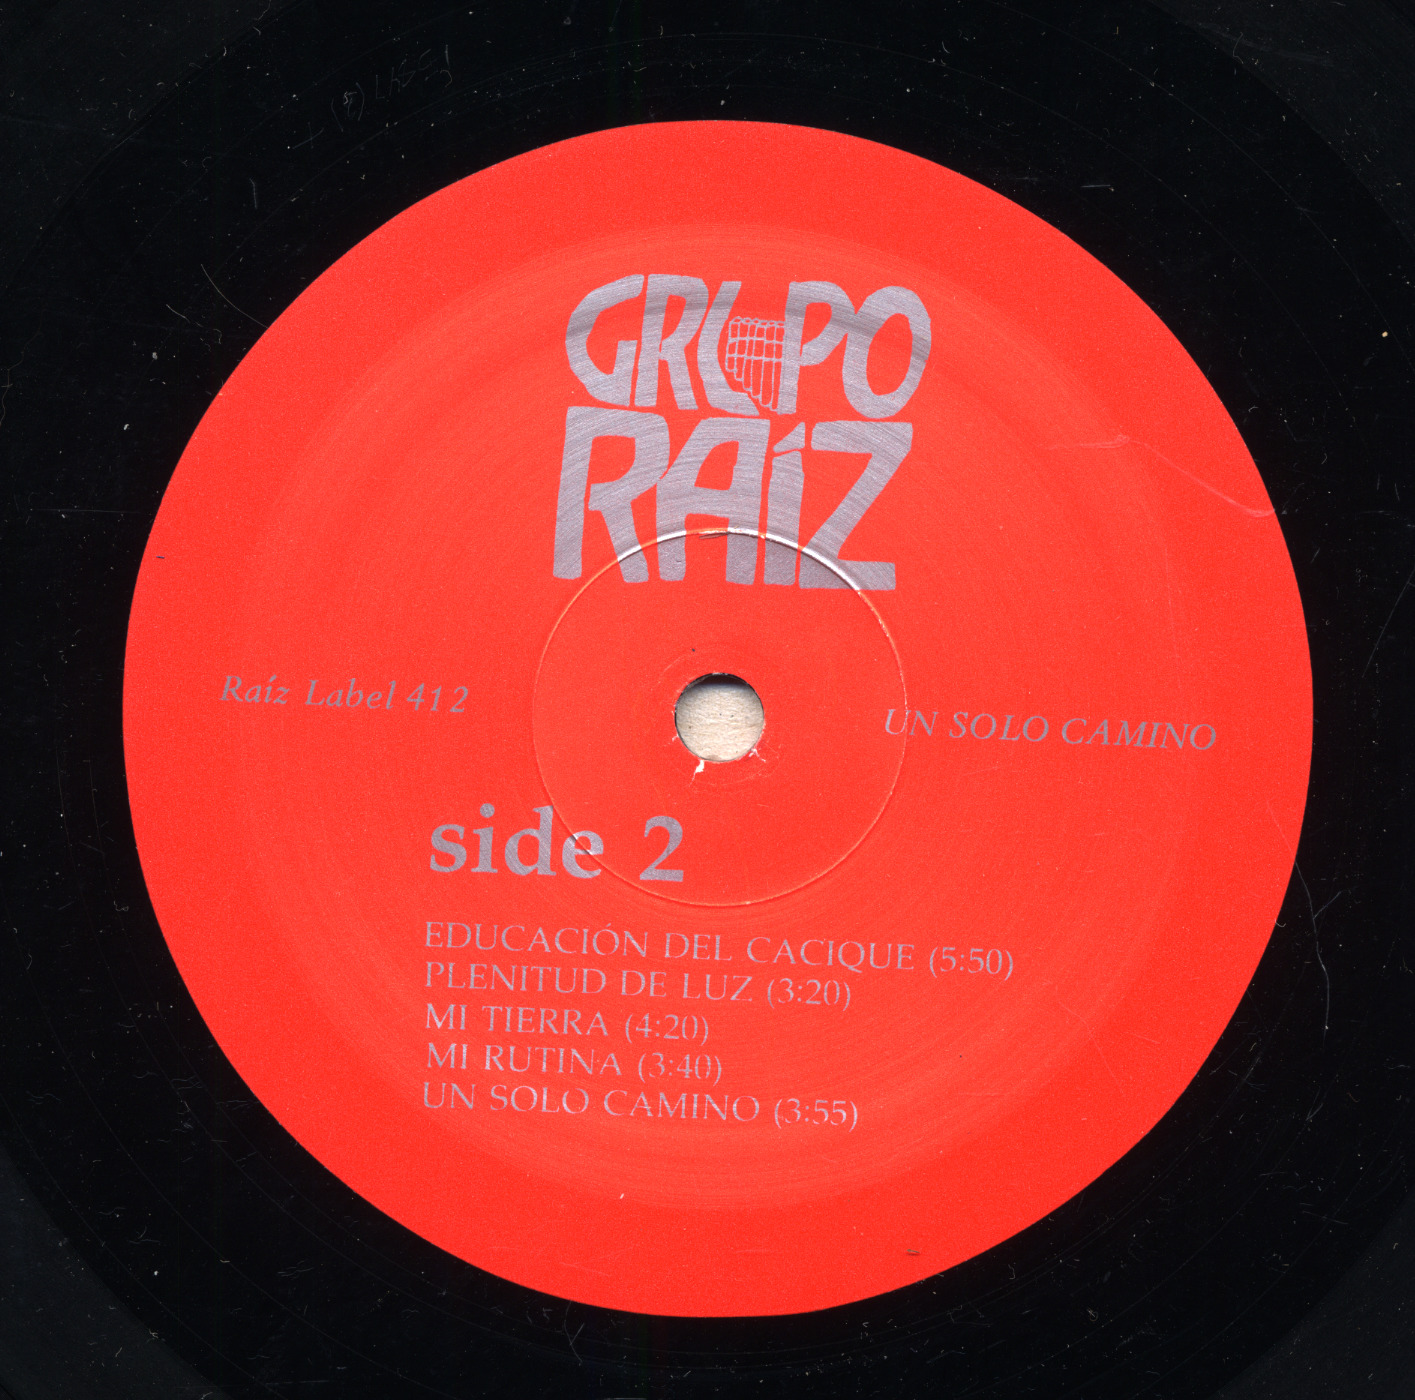 GRUPO
RAÍZ
Raíz Label 412
UN SOLO CAMINO
side 2
EDUCACIÓN DEL CACIQUE (5:50)
PLENITUD DE LUZ (3:20)
MI TIERRA (4:20)
MI RUTINA (3:40)
UN SOLO CAMINO (3:55)